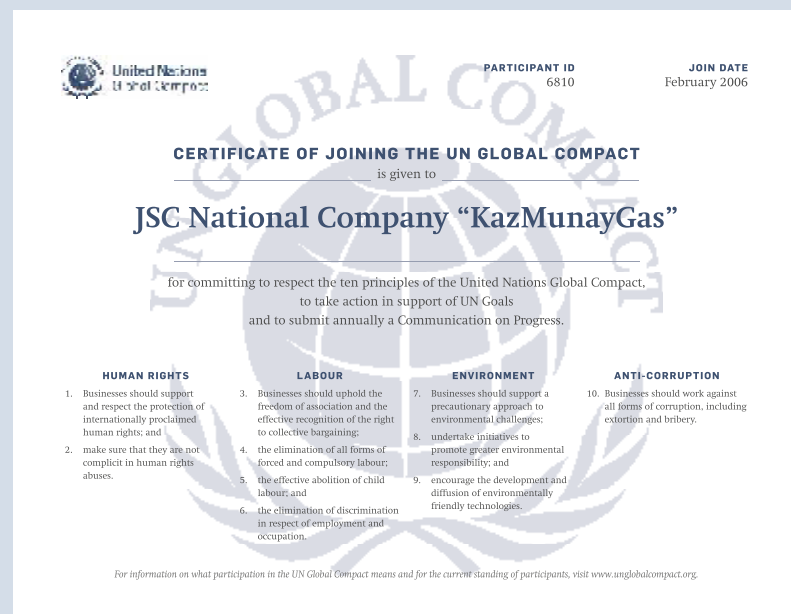 United Nations
Global Compact
PARTICIPANT ID
6810
JOIN DATE
February 2006
UN GLOBAL COMPACT
CERTIFICATE OF JOINING THE UN GLOBAL COMPACT
is given to
JSC National Company “KazMunayGas”
for committing to respect the ten principles of the United Nations Global Compact,
to take action in support of UN Goals
and to submit annually a Communication on Progress.
HUMAN RIGHTS
1. Businesses should support
and respect the protection of
internationally proclaimed
human rights; and
2. make sure that they are not
complicit in human rights
abuses.
LABOUR
3. Businesses should uphold the
freedom of association and the
effective recognition of the right
to collective bargaining;
4. the elimination of all forms of
forced and compulsory labour;
5. the effective abolition of child
labour; and
6. the elimination of discrimination
in respect of employment and
occupation.
ENVIRONMENT
7. Businesses should support a
precautionary approach to
environmental challenges;
8. undertake initiatives to
promote greater environmental
responsibility; and
9. encourage the development and
diffusion of environmentally
friendly technologies.
ANTI-CORRUPTION
10. Businesses should work against
all forms of corruption, including
extortion and bribery.
For information on what participation in the UN Global Compact means and for the current standing of participants, visit www.unglobalcompact.org.